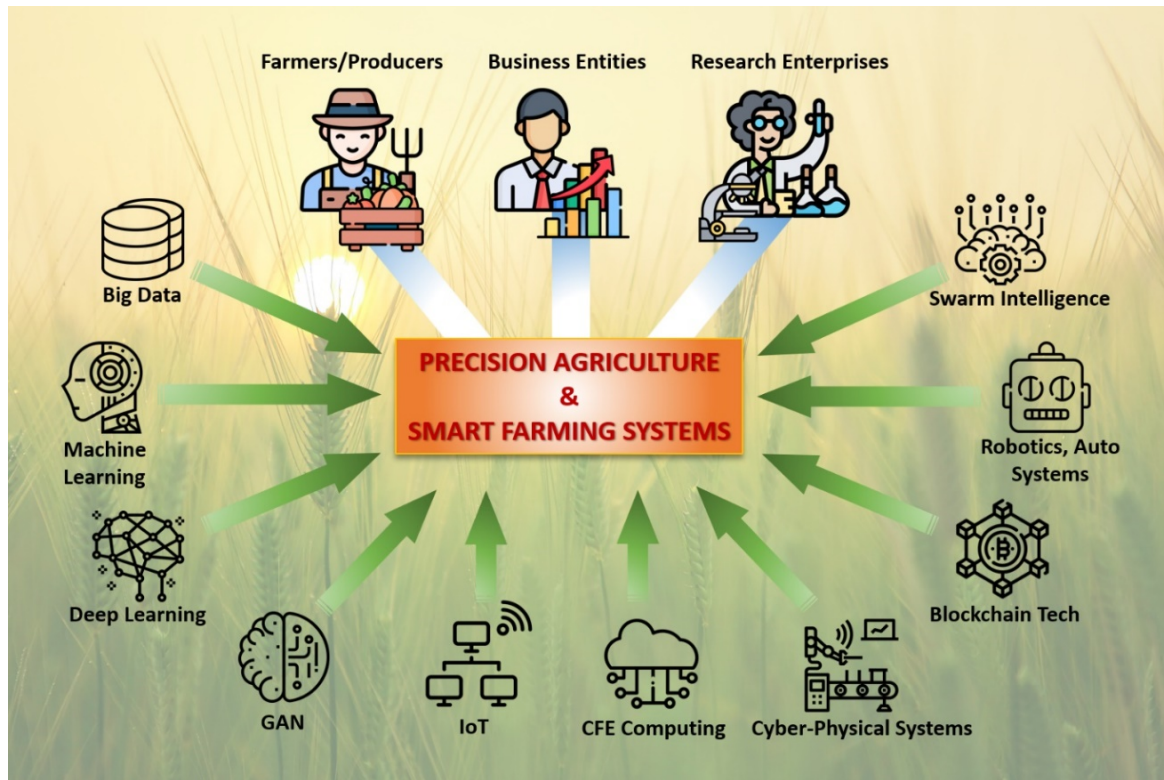 Farmers/Producers
Business Entities
Research Enterprises
Big Data
Swarm Intelligence
PRECISION AGRICULTURE
&
SMART FARMING SYSTEMS
Machine
Learning
Robotics, Auto
Systems
Deep Learning
Blockchain Tech
GAN
IoT
CFE Computing
Cyber-Physical Systems